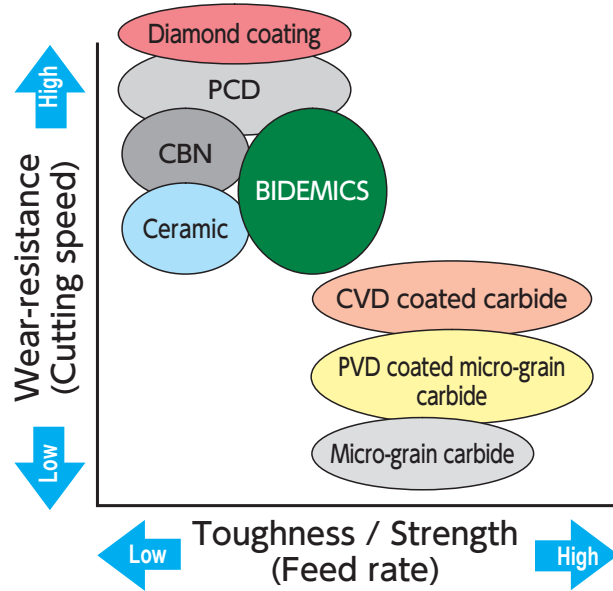 Diamond coating
PCD
CBN
BIDEMICS
Ceramic
CVD coated carbide
PVD coated micro-grain
carbide
Micro-grain carbide
High
Wear-resistance
(Cutting speed)
Low
Low
Toughness / Strength
(Feed rate)
High